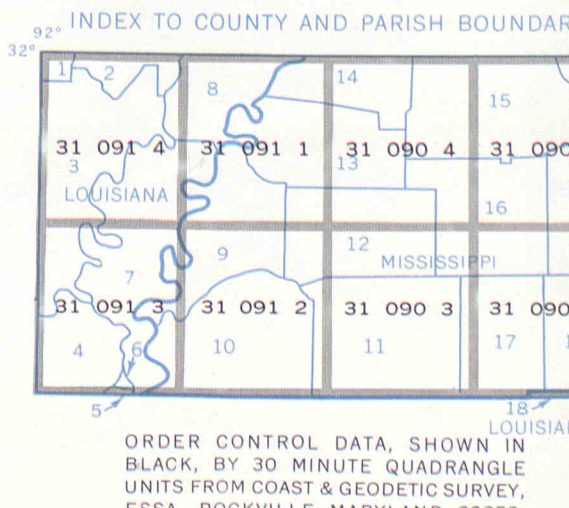 INDEX TO COUNTY AND PARISH
92°
32°
1 2 8 14 15
31 091 4 31 091 1 31 090 4 31 090
3 13
LOUISIANA 16
9 12
7 MISSISSIPPI
31 091 3 31 091 2 31 090 3 31 090
4 6 10 11 17
5 18
ORDER CONTROL DATA, SHOWN IN
BLACK, BY 30 MINUTE QUADRANGLE
UNITS FROM COAST & GEODETIC SURVEY,